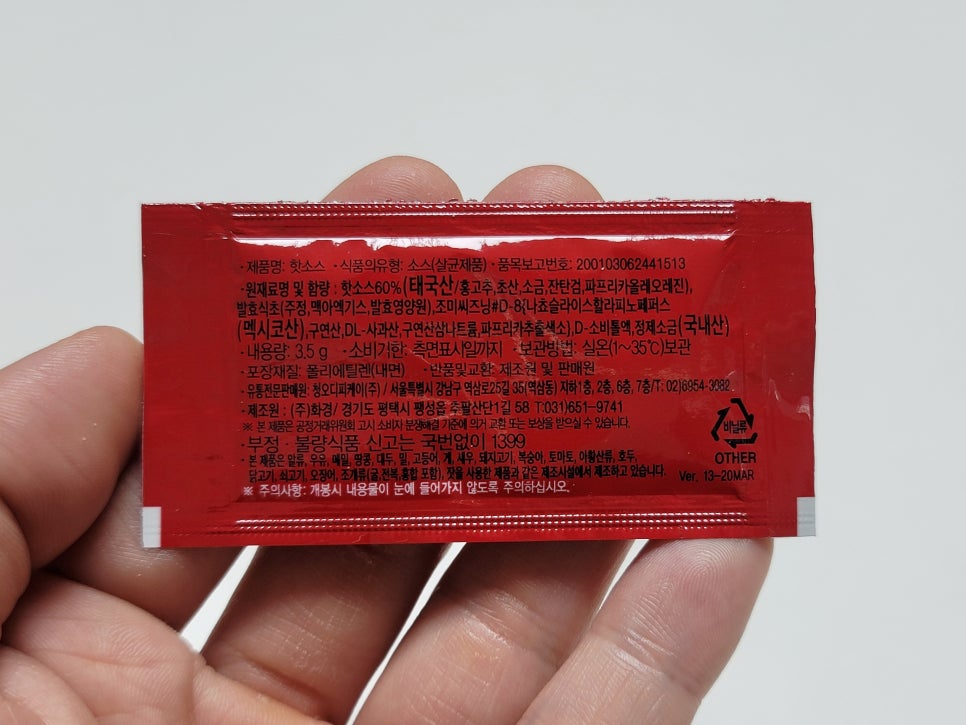 ·제품명: 핫소스 ·식품의유형: 소스(살균제품) ·품목보고번호: 200103062441513
·원재료명 및 함량 : 핫소스60%(태국산/홍고추,초산,소금,잔탄검,파프리카올레오레진),
발효식초(주정,맥아엑기스,발효영양원),조미씨즈닝#D-8(나쵸슬라이스할라피노페퍼스
(멕시코산),구연산,DL-사과산,구연산삼나트륨,파프리카추출색소),D-소비톨액,정제소금(국내산)
·내용량: 3.5 g ·소비기한: 측면표시일까지 ·보관방법: 실온(1~35℃)보관
·포장재질: 폴리에틸렌(내면) ·반품및교환: 제조원 및 판매원
·유통전문판매원: 청오디피케이(주) / 서울특별시 강남구 역삼로25길 35(역삼동) 지하1층, 2층, 6층, 7층/T: 02)6954-3082
·제조원 : (주)화경/ 경기도 평택시 팽성읍 추팔산단1길 58 T:031)651-9741
※ 본 제품은 공정거래위원회 고시 소비자 분쟁해결 기준에 의거 교환 또는 보상을 받으실 수 있습니다.
·부정 · 불량식품 신고는 국번없이 1399
본 제품은 알류, 우유, 메밀, 땅콩, 대두, 밀, 고등어, 게, 새우, 돼지고기, 복숭아, 토마토, 아황산류, 호두,
닭고기, 쇠고기, 오징어, 조개류(굴,전복,홍합 포함), 잣을 사용한 제품과 같은 제조시설에서 제조하고 있습니다.
※ 주의사항: 개봉시 내용물이 눈에 들어가지 않도록 주의하십시오.
비닐류
OTHER
Ver. 13-20MAR